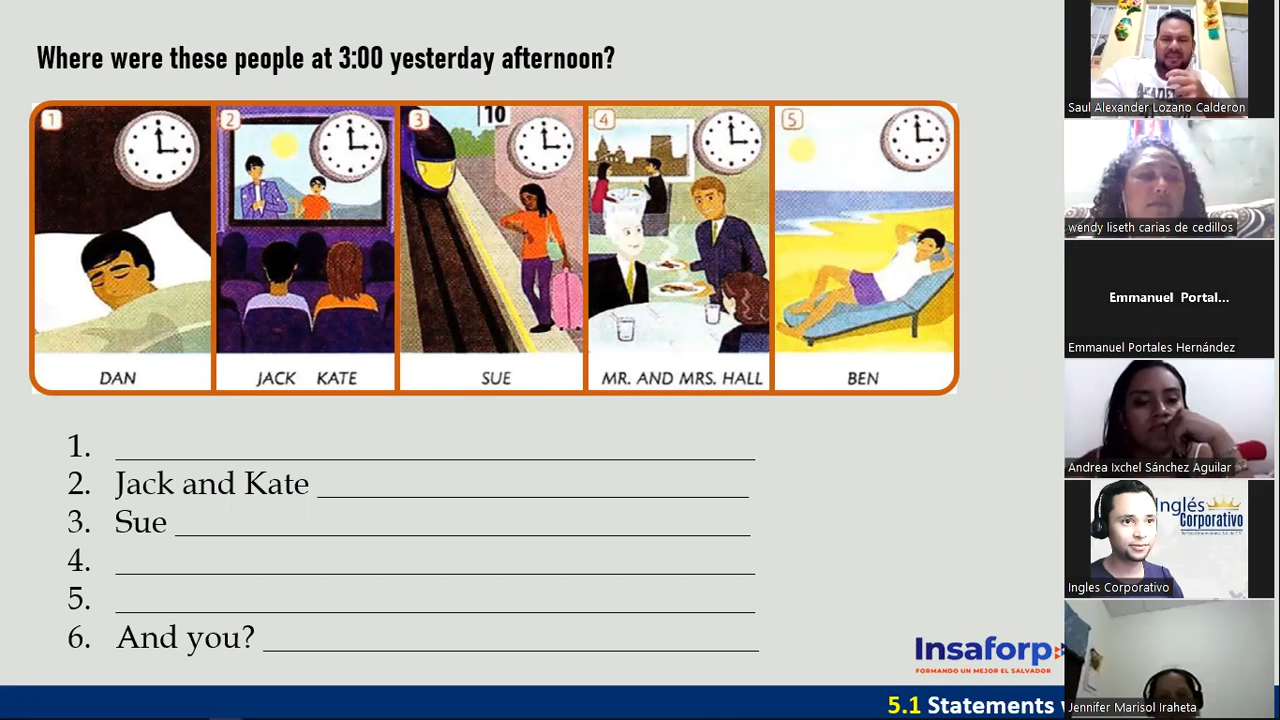 Where were these people at 3:00 yesterday afternoon?
1
2
3
10
4
5
DAN
JACK KATE
SUE
MR. AND MRS. HALL
BEN
1.
2. Jack and Kate
3. Sue
4.
5.
6. And you?
Insaforp
FORMANDO UN MEJOR EL SALVADOR
5.1 Statements
Saul Alexander Lozano Calderon
wendy liseth carias de cedillos
Emmanuel Portal...
Emmanuel Portales Hernández
Andrea Ixchel Sánchez Aguilar
Inglés
Corporativo
Ingles Corporativo
Jennifer Marisol Iraheta